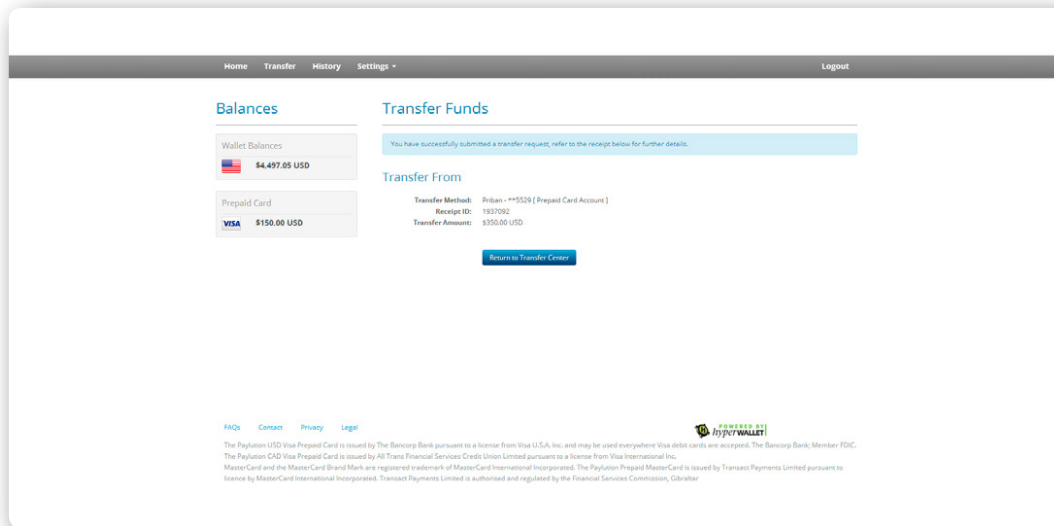 Home Transfer History Settings Logout
Balances
Wallet Balances
$4,497.05 USD
Prepaid Card
VISA $150.00 USD
Transfer Funds
You have successfully submitted a transfer request, refer to the receipt below for further details.
Transfer From
Transfer Method: Priban - **5529 [ Prepaid Card Account ]
Receipt ID: 1937092
Transfer Amount: $350.00 USD
Return to Transfer Center
FAQs Contact Privacy Legal
POWERED BY
hyperWALLET
The Paylution USD Visa Prepaid Card is issued by The Bancorp Bank pursuant to a license from Visa U.S.A. Inc. and may be used everywhere Visa debit cards are accepted. The Bancorp Bank; Member FDIC.
The Paylution CAD Visa Prepaid Card is issued by All Trans Financial Services Credit Union Limited pursuant to a license from Visa International Inc.
MasterCard and the MasterCard Brand Mark are registered trademark of MasterCard International Incorporated. The Paylution Prepaid MasterCard is issued by Transact Payments Limited pursuant to
licence by MasterCard International Incorporated. Transact Payments Limited is authorised and regulated by the Financial Services Commission, Gibraltar